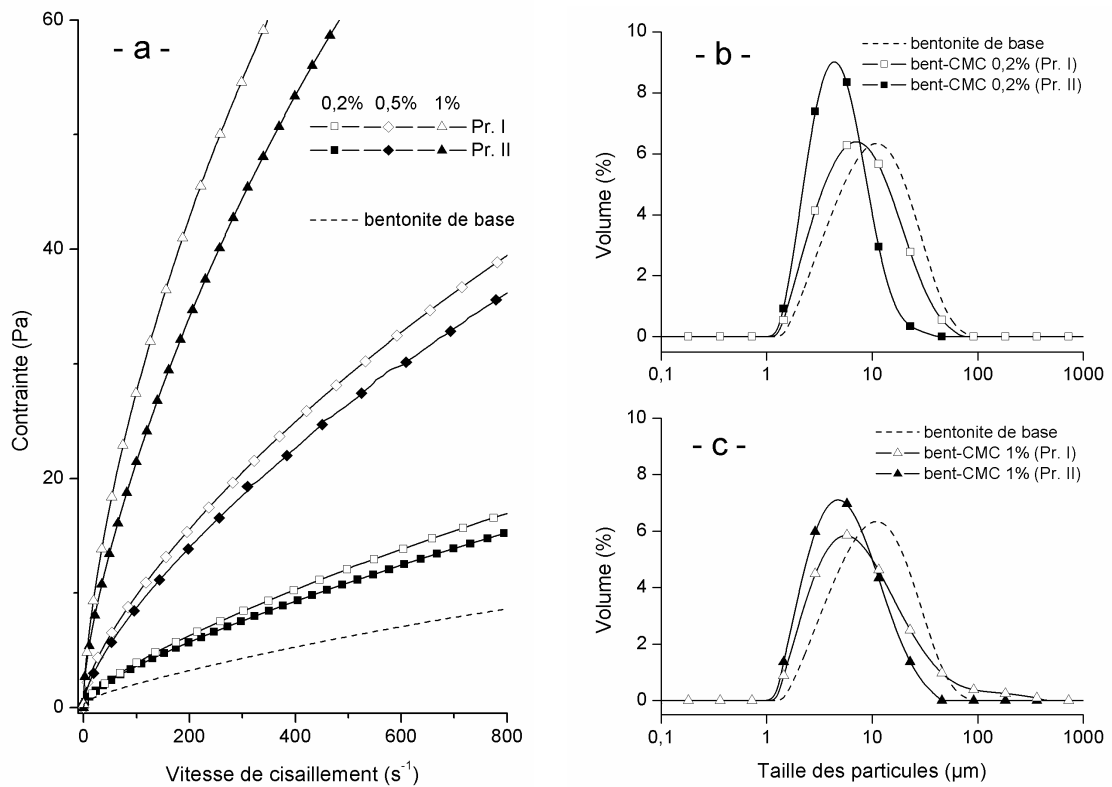 - a -
60
40
20
0
Contrainte (Pa)
0,2% 0,5% 1%
Pr. I
Pr. II
bentonite de base
0 200 400 600 800
Vitesse de cisaillement (s⁻¹)
- b -
bentonite de base
bent-CMC 0,2% (Pr. I)
bent-CMC 0,2% (Pr. II)
10
8
6
4
2
0
Volume (%)
0,1 1 10 100 1000
- c -
bentonite de base
bent-CMC 1% (Pr. I)
bent-CMC 1% (Pr. II)
10
8
6
4
2
0
Volume (%)
0,1 1 10 100 1000
Taille des particules (µm)